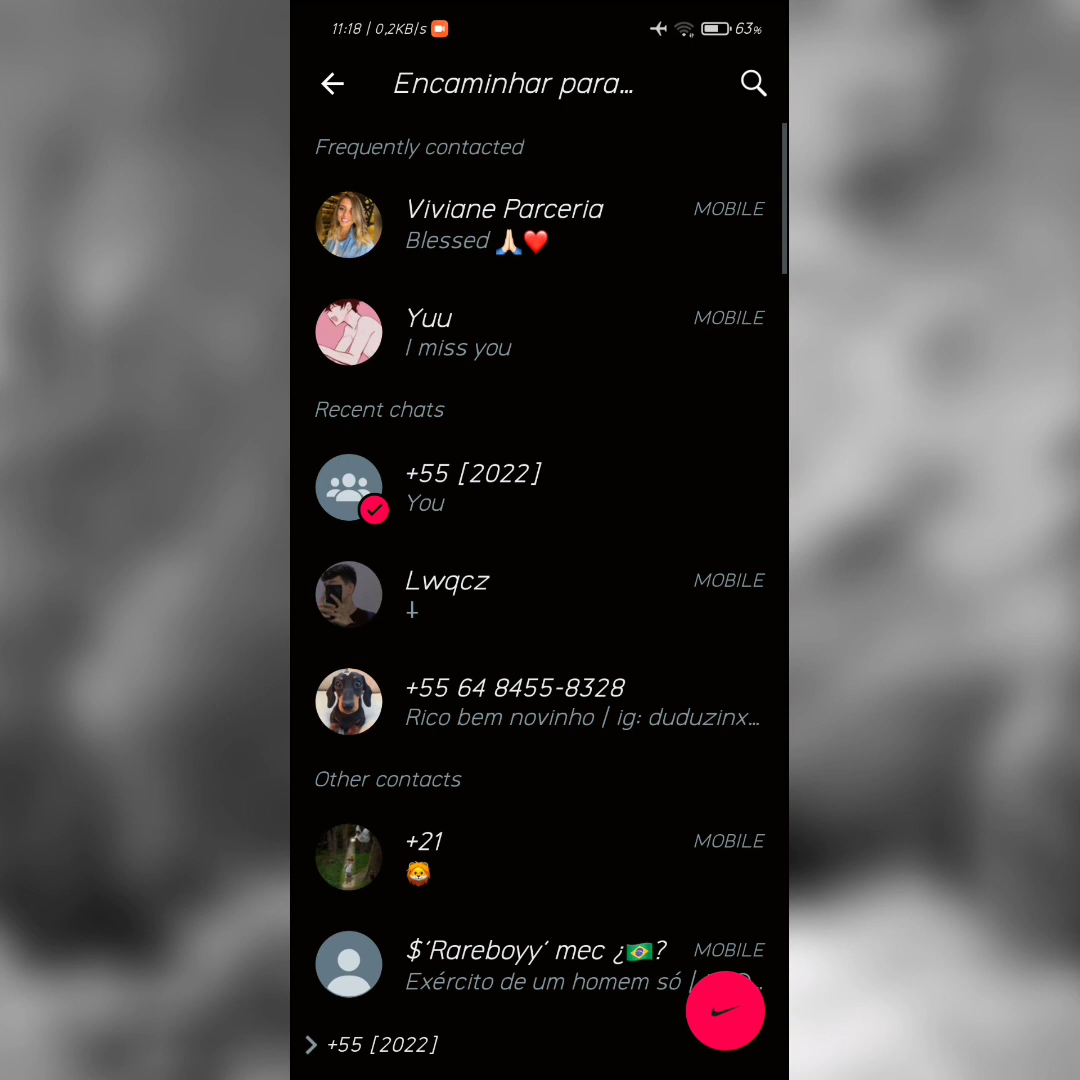 11:18 | 0,2KB/s
63%
Encaminhar para...
Frequently contacted
Viviane Parceria
MOBILE
Blessed 🙏🏻❤️
Yuu
MOBILE
I miss you
Recent chats
+55 [2022]
You
Lwqcz
MOBILE
+55 64 8455-8328
Rico bem novinho | ig: duduzinx...
Other contacts
+21
MOBILE
🦁
$'Rareboyy' mec ¿🇧🇷?
MOBILE
Exército de um homem só |
+55 [2022]